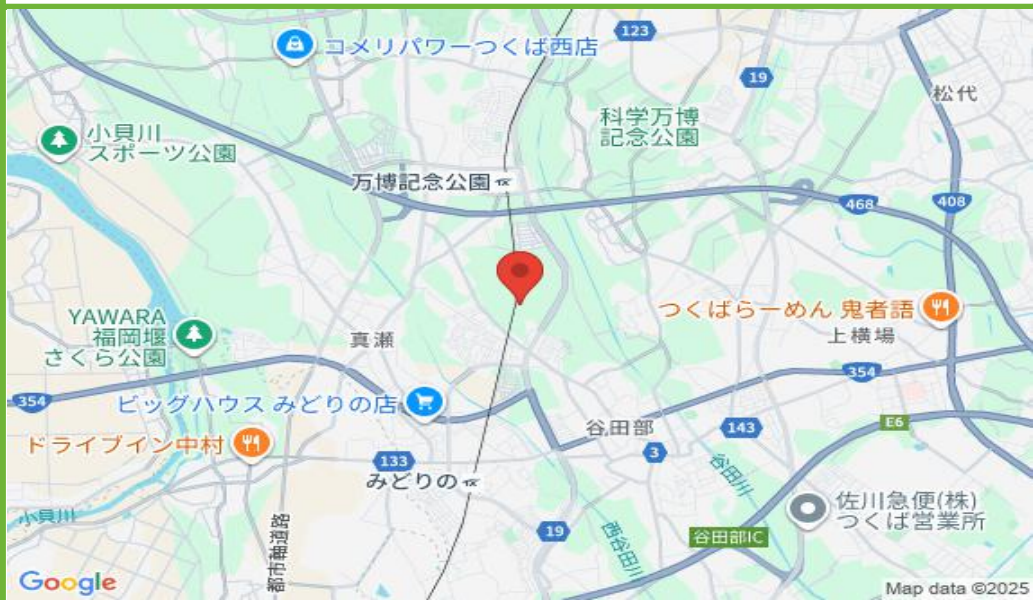 123
コメリパワーつくば西店
19
松代
小貝川
スポーツ公園
科学万博
記念公園
万博記念公園
468
408
YAWARA
福岡堰
さくら公園
真瀬
つくばらーめん 鬼者語
上横場
354
354
ビッグハウス みどりの店
谷田部
143
E6
ドライブイン中村
133
3
みどりの
谷田川
佐川急便(株)
つくば営業所
小貝川
都市軸道路
19
西谷田川
谷田部IC
Google
Map data ©2025